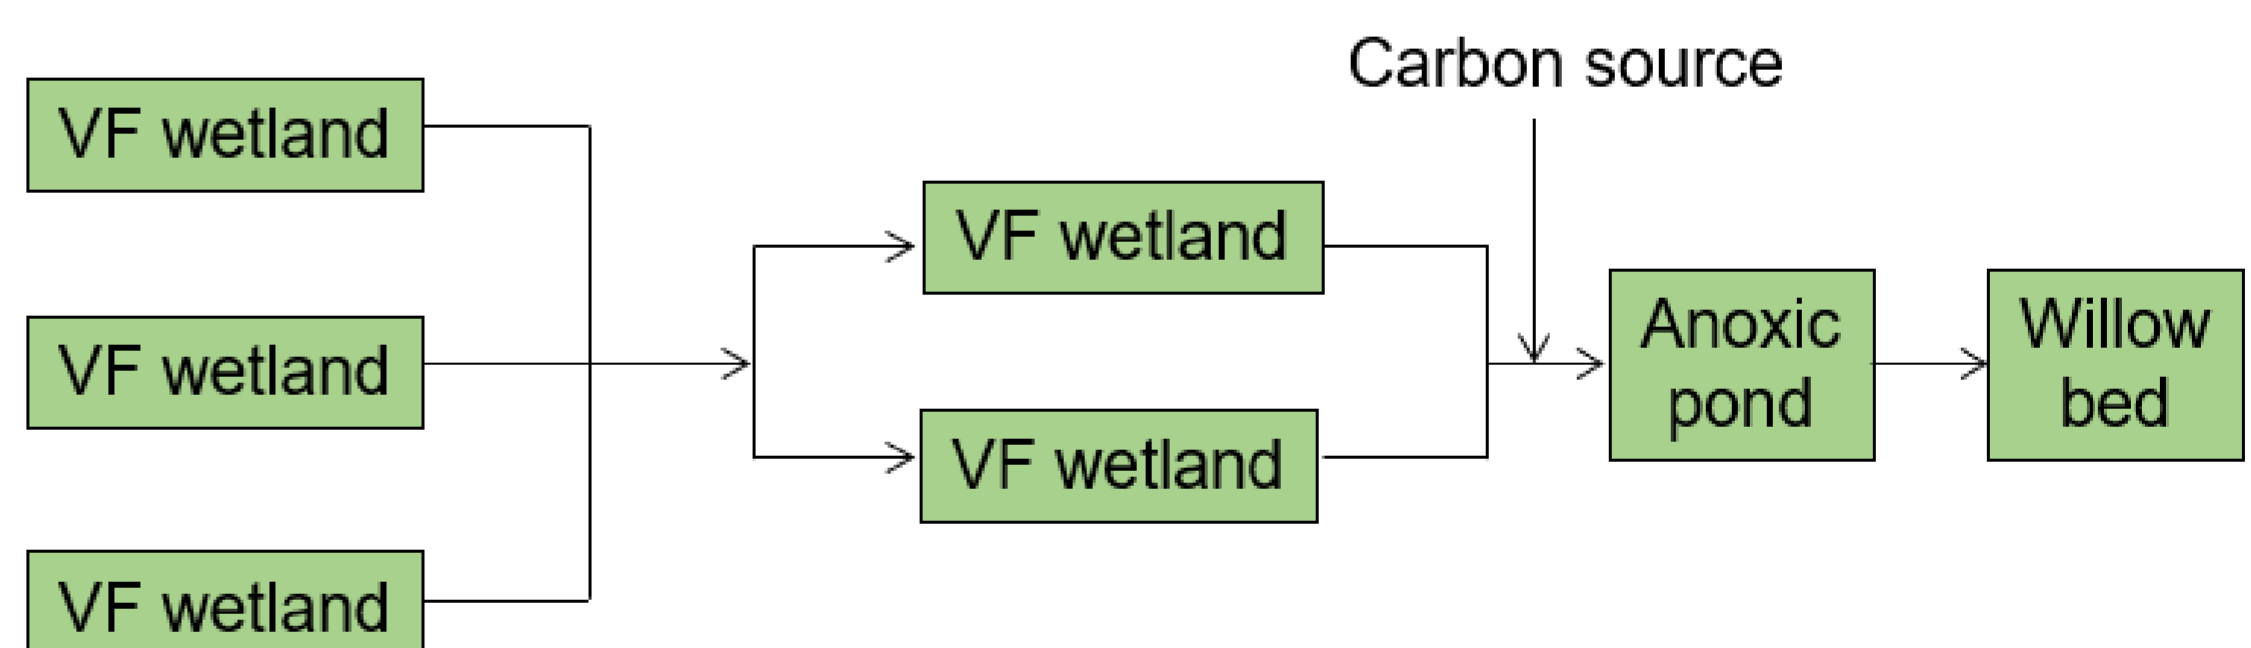 Carbon source
VF wetland
VF wetland
VF wetland
VF wetland
VF wetland
Anoxic
pond
Willow
bed